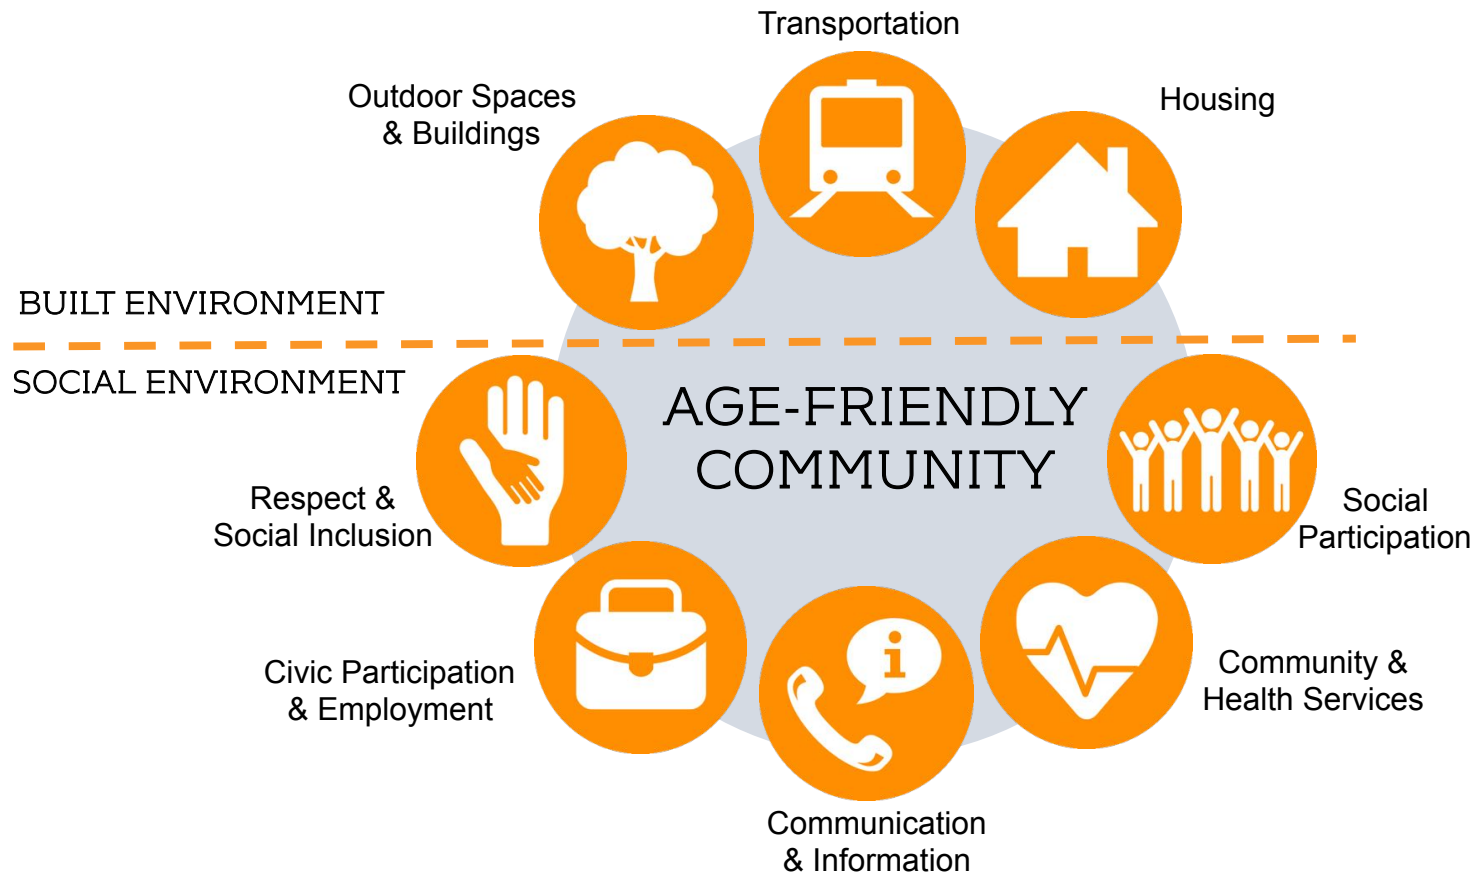 Transportation
Outdoor Spaces
& Buildings
Housing
BUILT ENVIRONMENT
SOCIAL ENVIRONMENT
AGE-FRIENDLY
COMMUNITY
Respect &
Social Inclusion
Social
Participation
Civic Participation
& Employment
i
Community &
Health Services
Communication
& Information